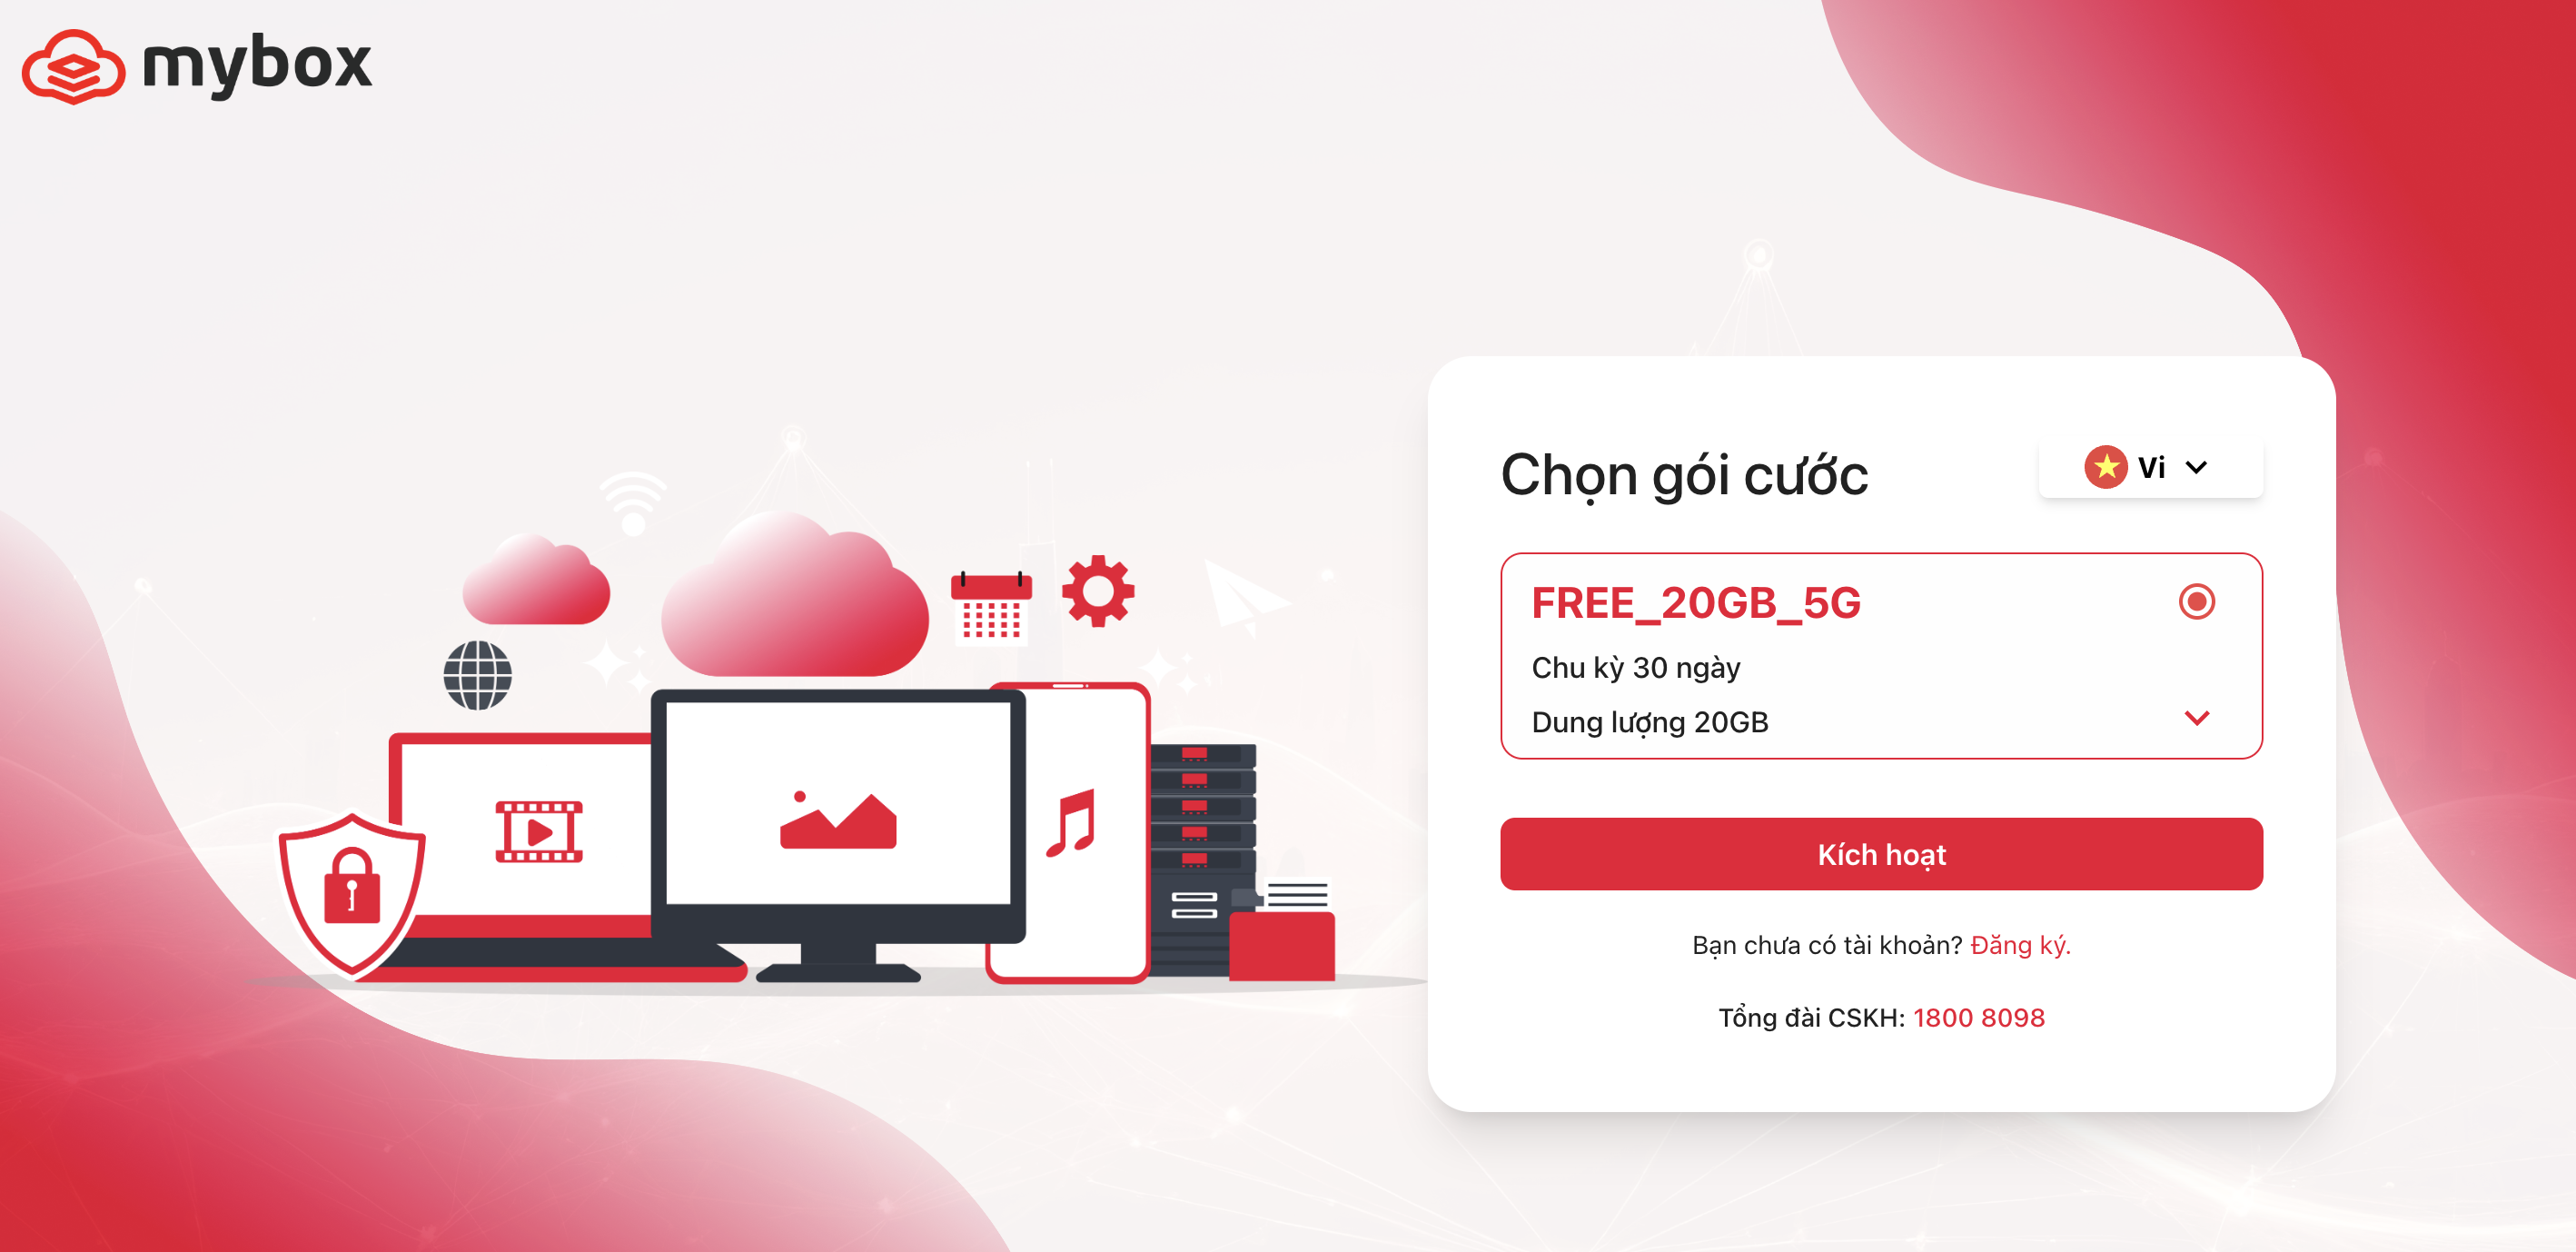 mybox
Chọn gói cước
Vi
FREE_20GB_5G
Chu kỳ 30 ngày
Dung lượng 20GB
Kích hoạt
Bạn chưa có tài khoản? Đăng ký.
Tổng đài CSKH: 1800 8098